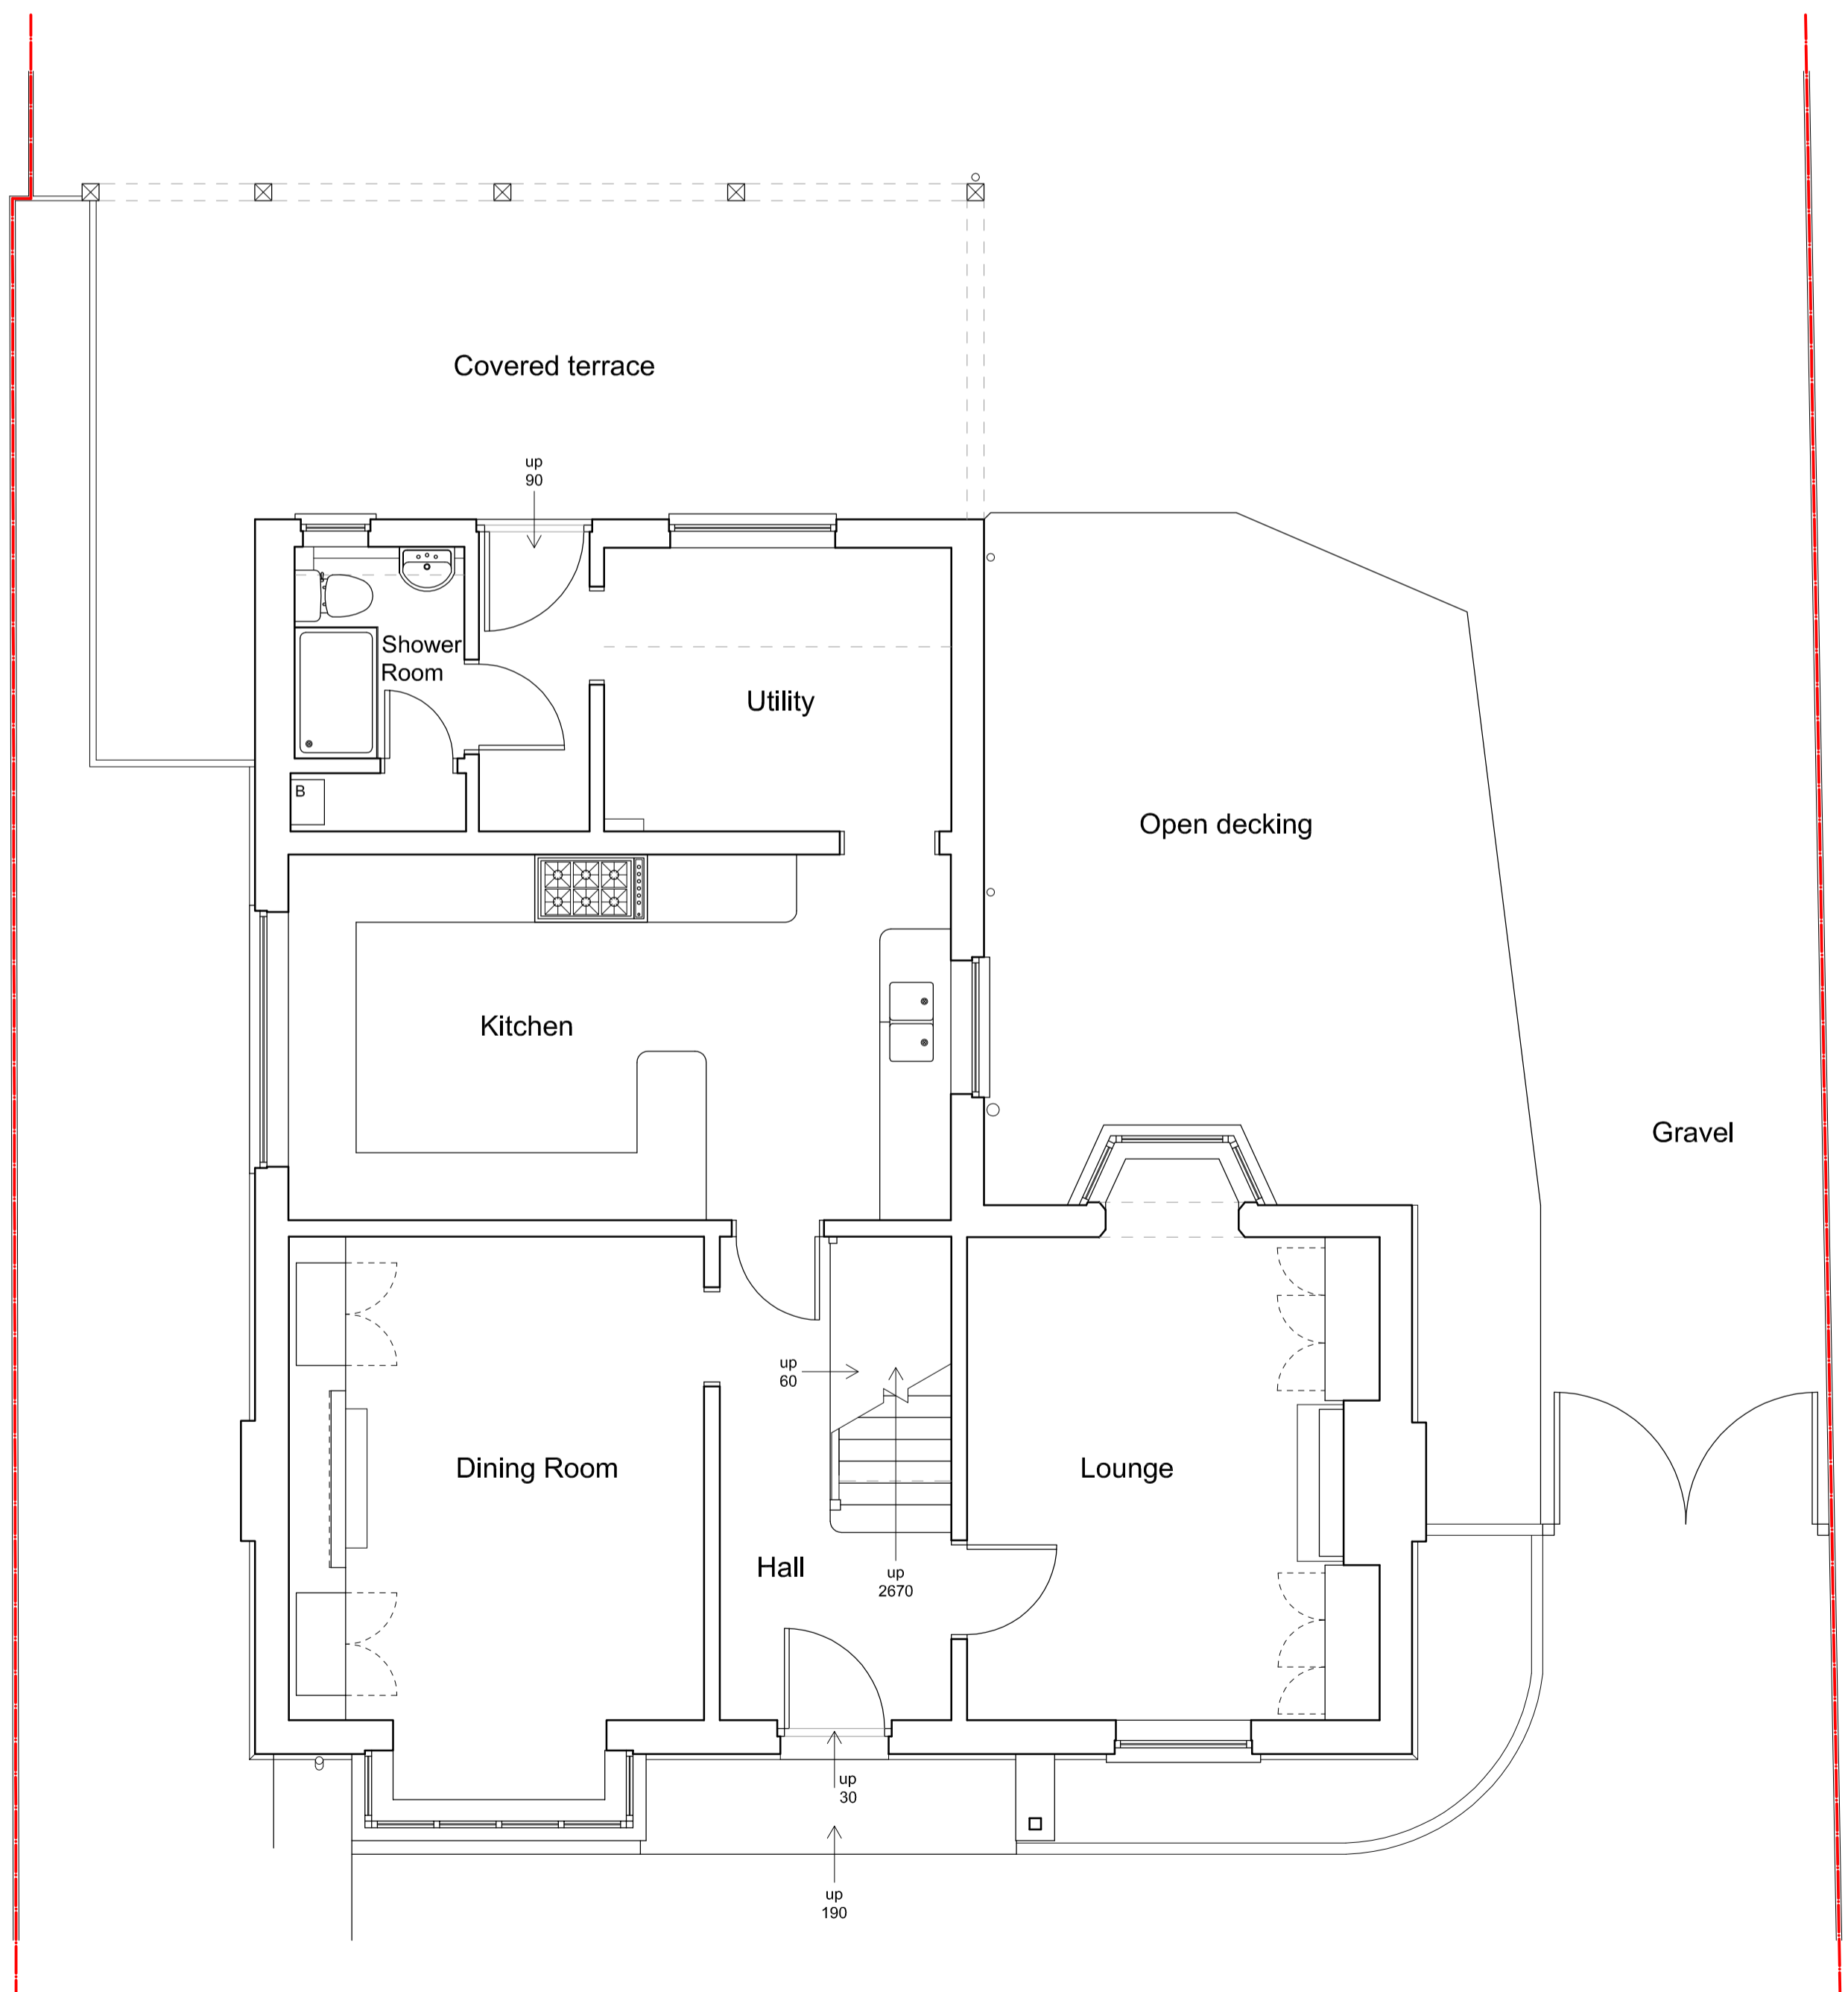 Covered terrace
up
90
Shower
Room
Utility
B
Open decking
Kitchen
Gravel
up
60
Dining Room
Lounge
Hall
up
2670
up
30
up
190